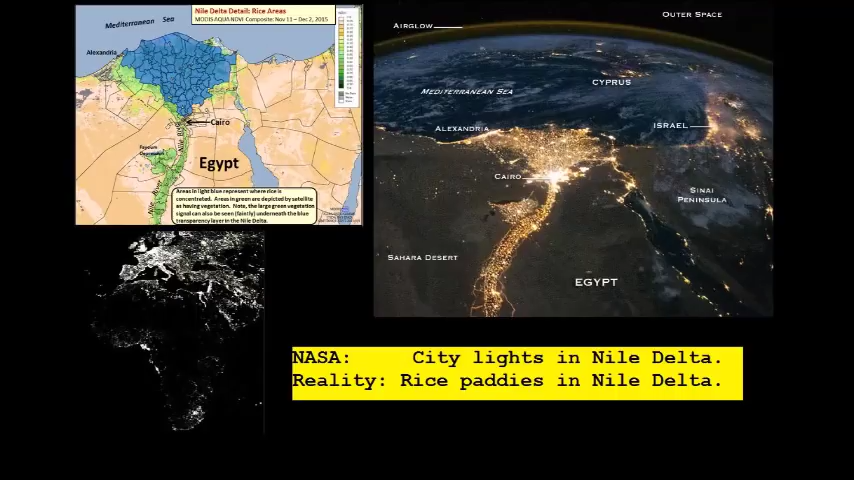 Nile Delta Detail: Rice Areas
MODIS AQUA NDVI Composite: Nov 11 – Dec 2, 2015
Mediterranean Sea
Alexandria
Cairo
Nile River
Fayoum
Depression
Egypt
Areas in light blue represent where rice is
concentrated. Areas in green are depicted by satellite
as having vegetation. Note, the large green vegetation
signal can also be seen (faintly) underneath the blue
transparency layer in the Nile Delta.
OUTER SPACE
AIRGLOW
CYPRUS
MEDITERRANEAN SEA
ALEXANDRIA
ISRAEL
CAIRO
SINAI
PENINSULA
SAHARA DESERT
EGYPT
NASA: City lights in Nile Delta.
Reality: Rice paddies in Nile Delta.